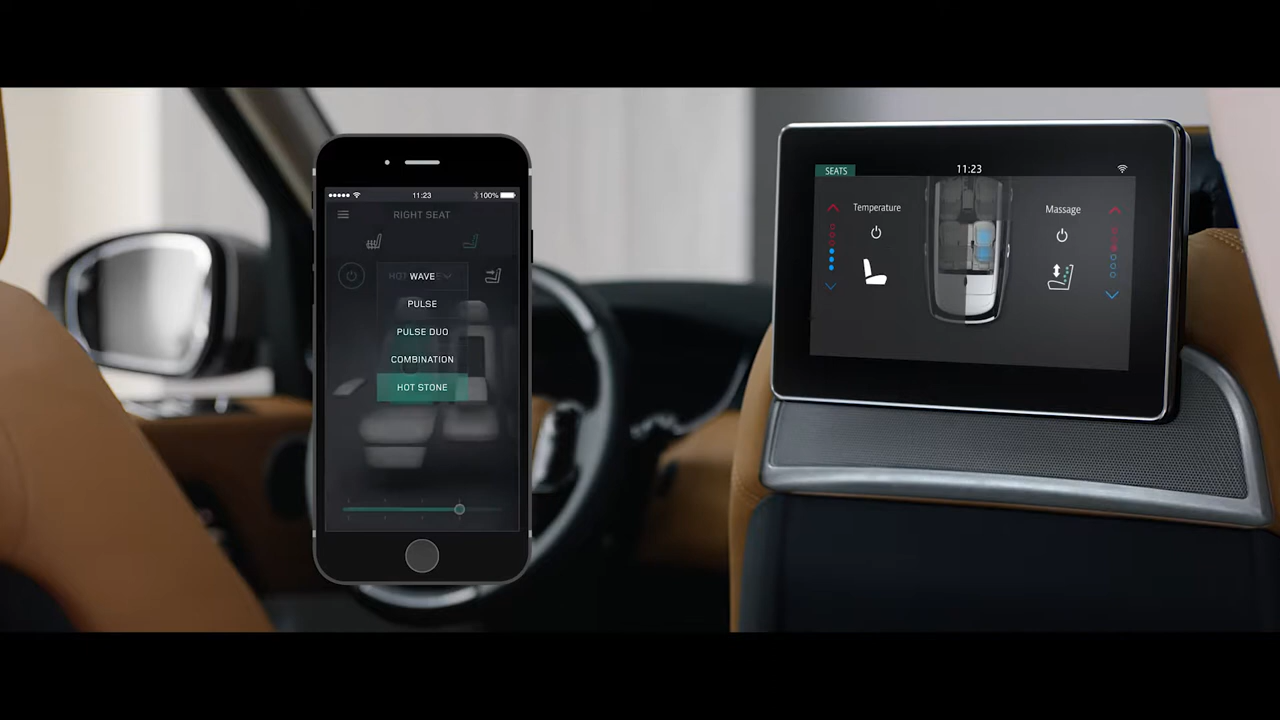 11:23
100%
RIGHT SEAT
WAVE
PULSE
PULSE DUO
COMBINATION
HOT STONE
SEATS
11:23
Temperature
Massage